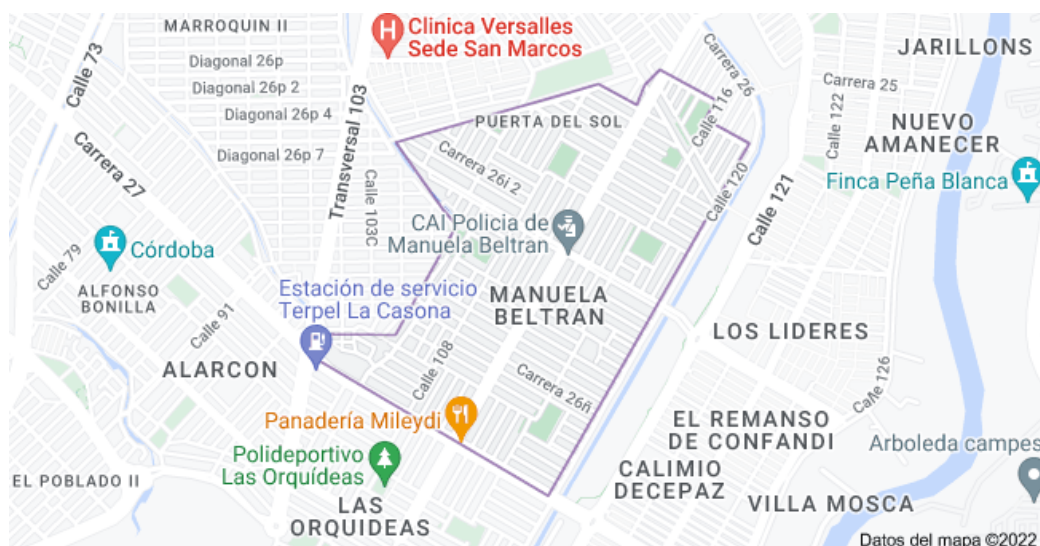 MARROQUIN II
Clinica Versalles
Sede San Marcos
JARILLONS
Calle 73
Diagonal 26p
Diagonal 26p 2
Diagonal 26p 4
Diagonal 26p 7
Transversal 103
Carrera 26
Calle 116
Carrera 25
Calle 122
PUERTA DEL SOL
NUEVO
AMANECER
Carrera 27
Carrera 26i 2
Calle 103C
Calle 120
Calle 121
Finca Peña Blanca
CAI Policia de
Manuela Beltran
Córdoba
Calle 79
ALFONSO
BONILLA
Estación de servicio
Terpel La Casona
MANUELA
BELTRAN
Calle 91
LOS LIDERES
ALARCON
Calle 108
Carrera 26ñ
Calle 126
Panadería Mileydi
EL REMANSO
DE CONFANDI
Arboleda campes
Polideportivo
Las Orquídeas
EL POBLADO II
CALIMIO
DECEPAZ
VILLA MOSCA
LAS
ORQUIDEAS
Datos del mapa ©2022